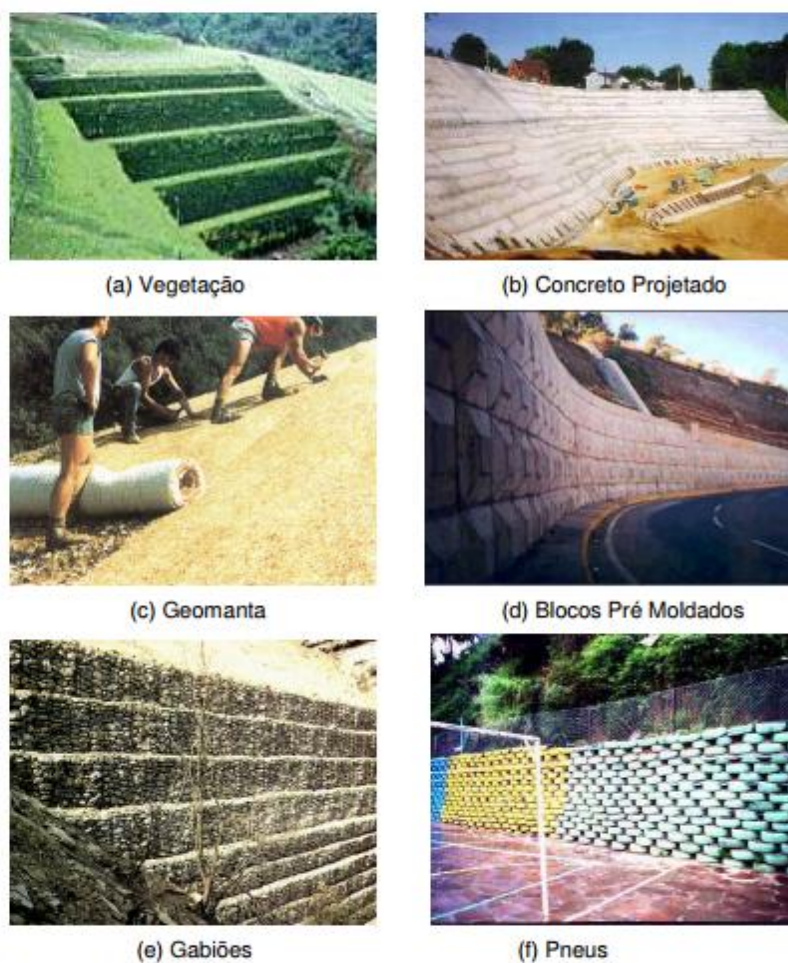 (a) Vegetação
(b) Concreto Projetado
(c) Geomanta
(d) Blocos Pré Moldados
(e) Gabiões
(f) Pneus